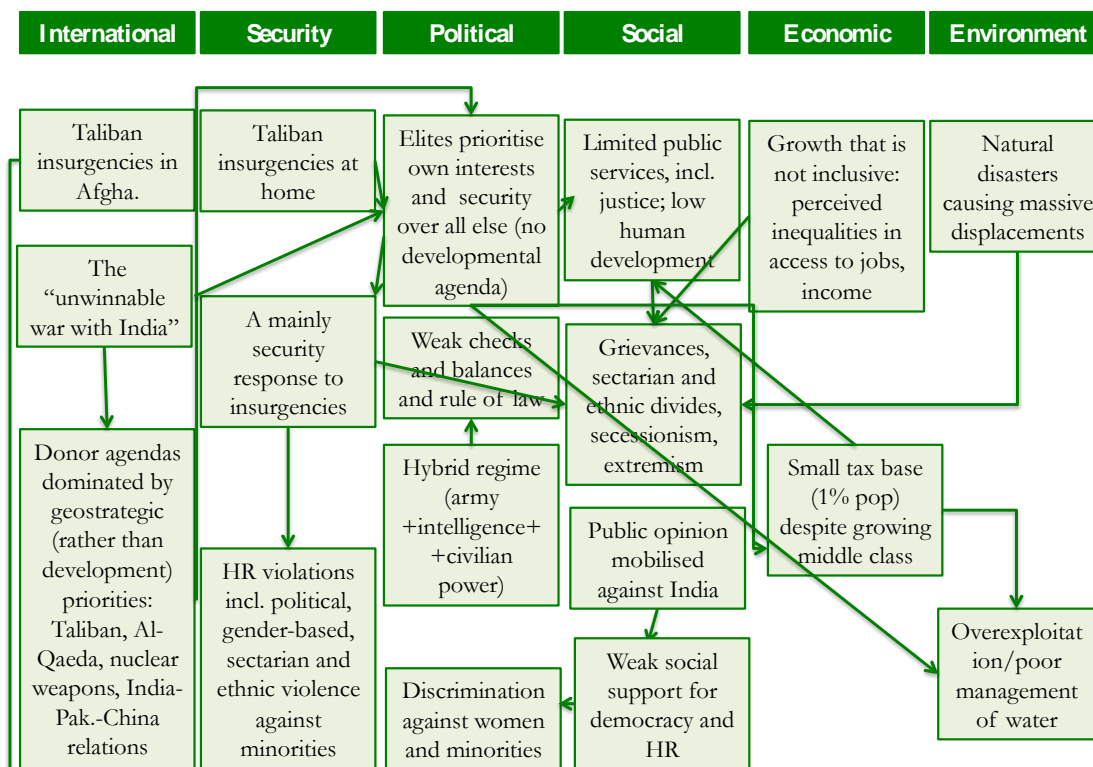 International
Security
Political
Social
Economic
Environment
Taliban
insurgencies in
Afgha.
The
“unwinnable
war with India”
Donor agendas
dominated by
geostrategic
(rather than
development)
priorities:
Taliban, Al-
Qaeda, nuclear
weapons, India-
Pak.-China
relations
Taliban
insurgencies at
home
A mainly
security
response to
insurgencies
HR violations
incl. political,
gender-based,
sectarian and
ethnic violence
against
minorities
Elites prioritise
own interests
and security
over all else (no
developmental
agenda)
Weak checks
and balances
and rule of law
Hybrid regime
(army
+intelligence+
+civilian
power)
Discrimination
against women
and minorities
Limited public
services, incl.
justice; low
human
development
Grievances,
sectarian and
ethnic divides,
secessionism,
extremism
Public opinion
mobilised
against India
Weak social
support for
democracy and
HR
Growth that is
not inclusive:
perceived
inequalities in
access to jobs,
income
Small tax base
(1% pop)
despite growing
middle class
Natural
disasters
causing massive
displacements
Overexploitat
ion/poor
management
of water